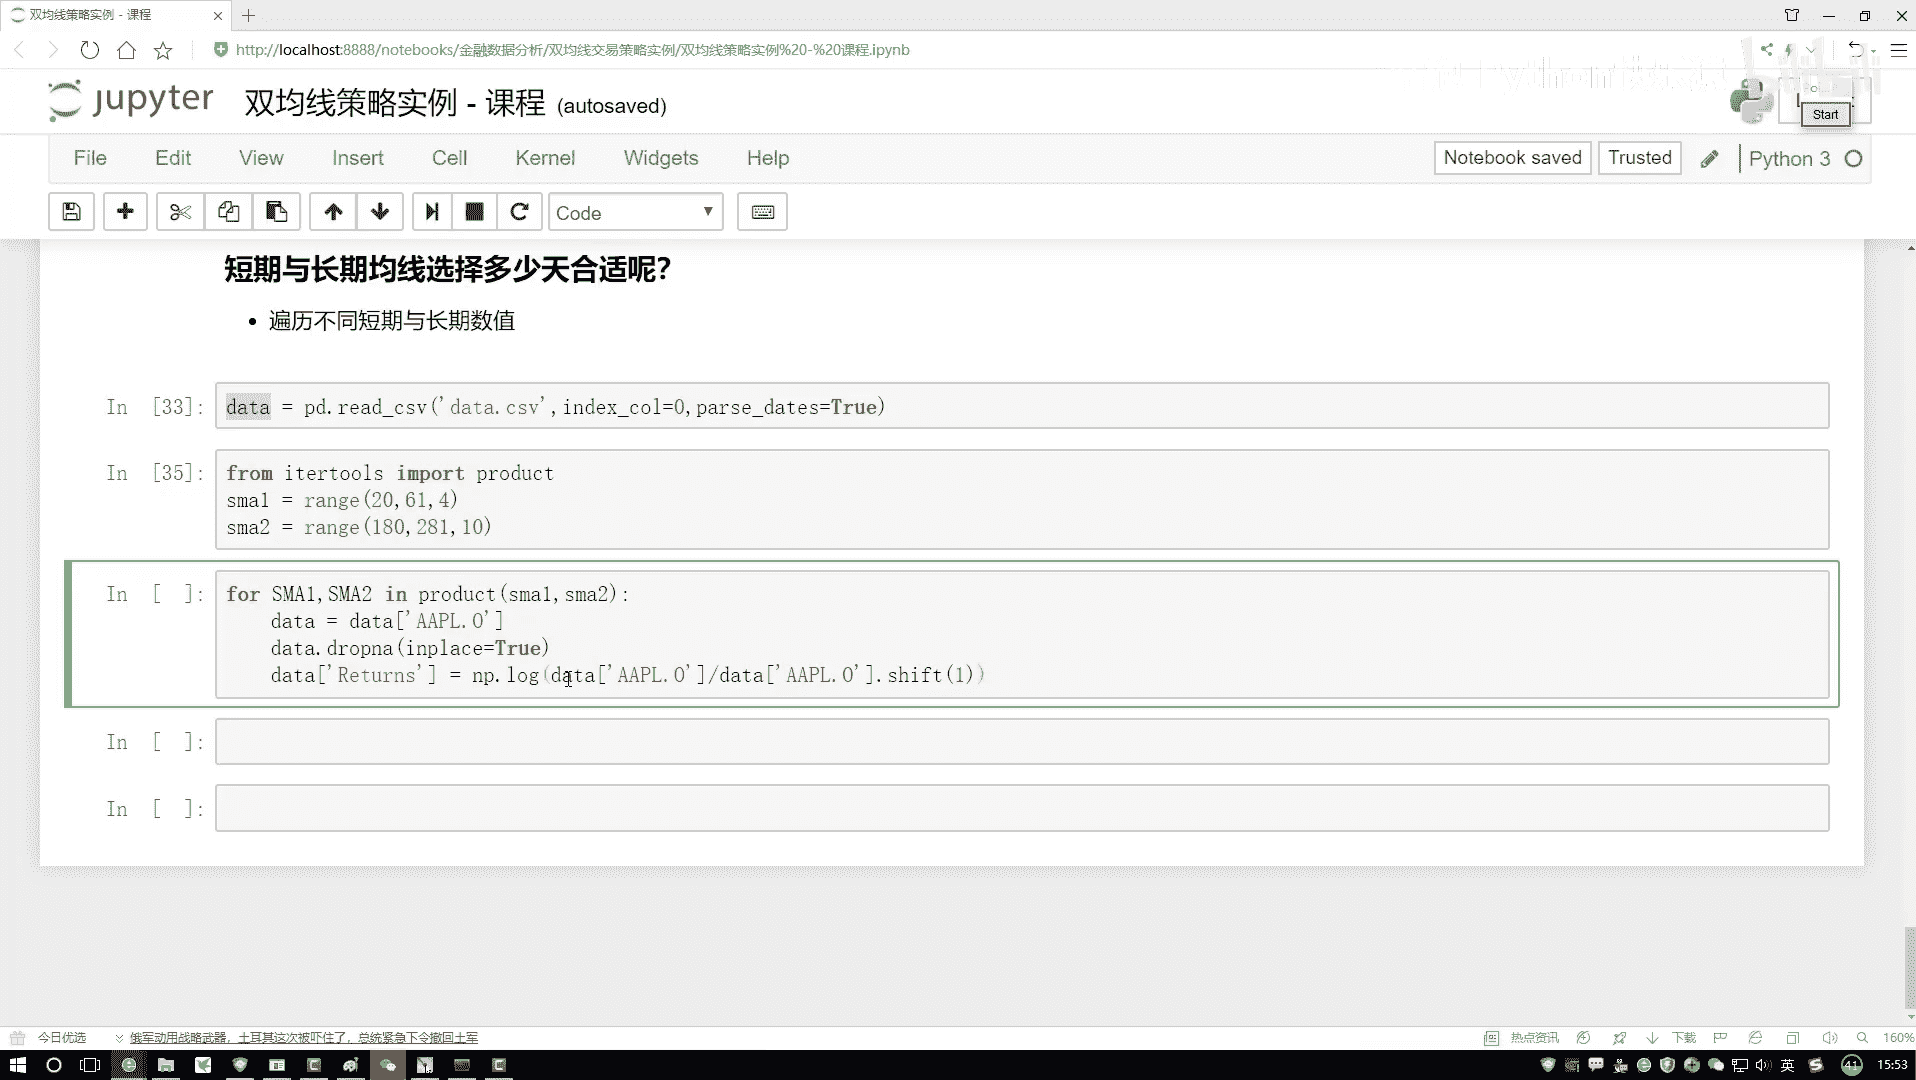 双均线策略实例 - 课程
http://localhost:8888/notebooks/金融数据分析/双均线交易策略实例/双均线策略实例%20-%20课程.ipynb
jupyter 双均线策略实例 - 课程 (autosaved)
Start
File Edit View Insert Cell Kernel Widgets Help
Notebook saved Trusted Python 3
Code
短期与长期均线选择多少天合适呢?
• 遍历不同短期与长期数值
In [33]: data = pd.read_csv('data.csv',index_col=0,parse_dates=True)
In [35]: from itertools import product
sma1 = range(20,61,4)
sma2 = range(180,281,10)
In [ ]: for SMA1,SMA2 in product(sma1,sma2):
data = data['AAPL.O']
data.dropna(inplace=True)
data['Returns'] = np.log(data['AAPL.O']/data['AAPL.O'].shift(1))
In [ ]:
In [ ]:
今日优选 俄军动用战略武器，土耳其这次被吓住了，总统紧急下令撤回土军 热点资讯 下载 160%
英 41 15:53